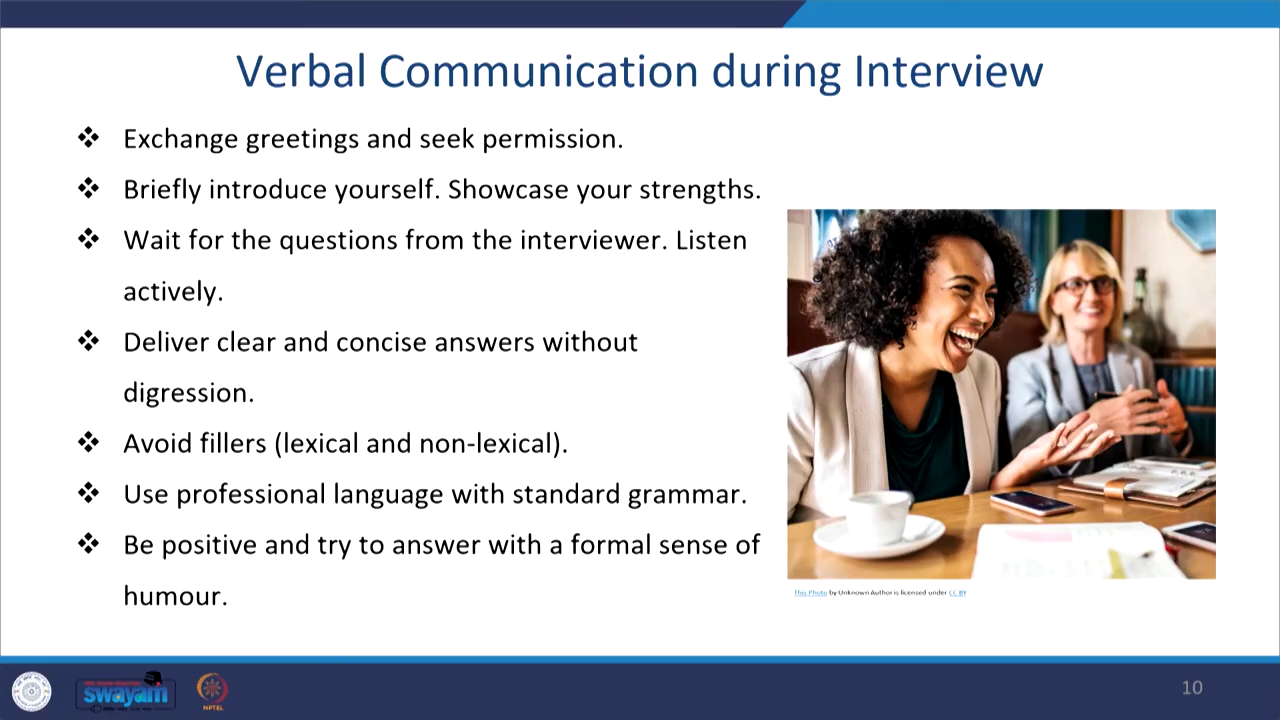 Verbal Communication during Interview
❖ Exchange greetings and seek permission.
❖ Briefly introduce yourself. Showcase your strengths.
❖ Wait for the questions from the interviewer. Listen
actively.
❖ Deliver clear and concise answers without
digression.
❖ Avoid fillers (lexical and non-lexical).
❖ Use professional language with standard grammar.
❖ Be positive and try to answer with a formal sense of
humour.
This Photo by Unknown Author is licensed under CC BY
swayam
NPTEL
10